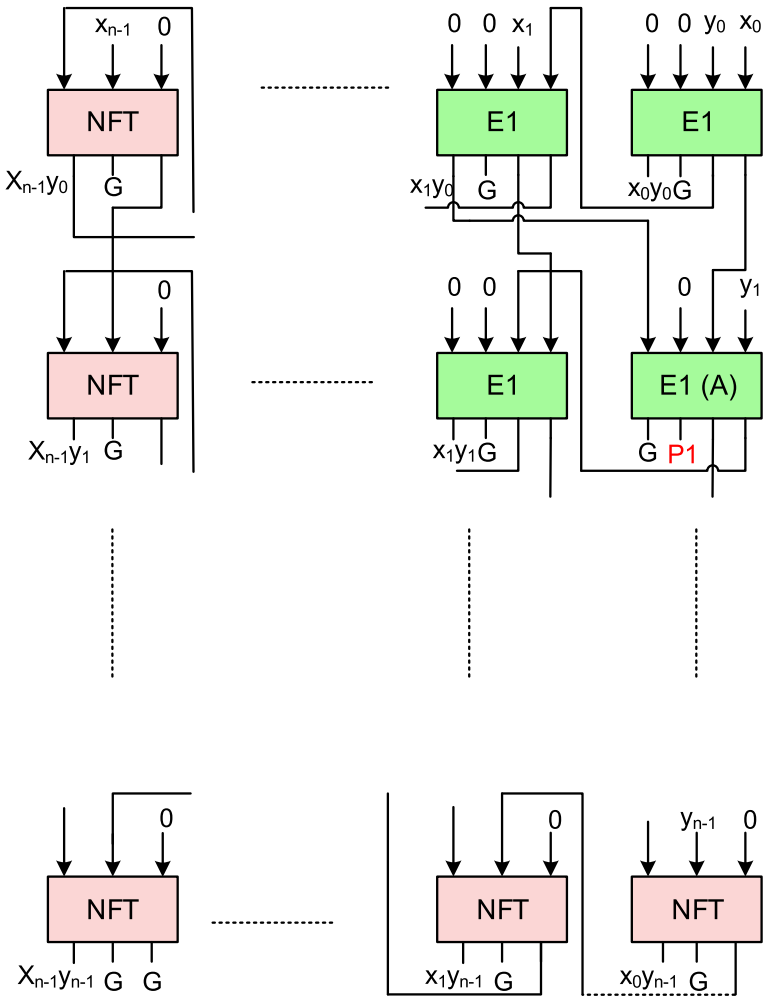 xn-1 0 0 0 x1 0 0 y0 x0
NFT E1 E1
Xn-1y0 G x1y0 G x0y0 G
0 0 0 0 y1
NFT E1 E1 (A)
Xn-1y1 G x1y1 G G P1
0 0 yn-1 0
NFT NFT NFT
Xn-1yn-1 G G x1yn-1 G x0yn-1 G